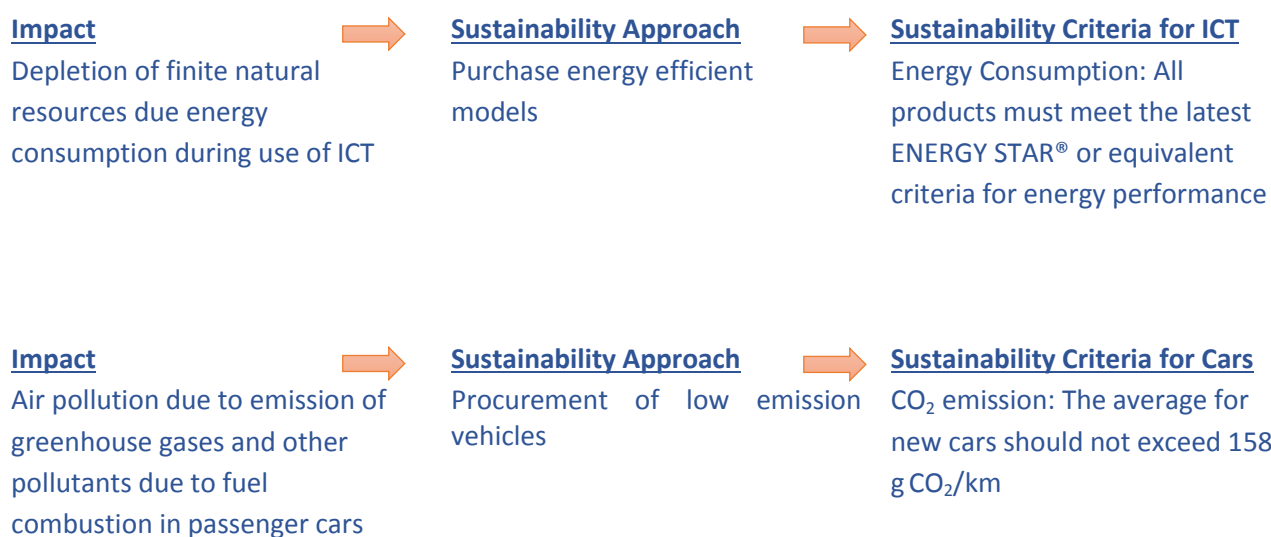 Impact
Sustainability Approach
Sustainability Criteria for ICT
Depletion of finite natural
resources due energy
consumption during use of ICT
Purchase energy efficient
models
Energy Consumption: All
products must meet the latest
ENERGY STAR® or equivalent
criteria for energy performance
Impact
Sustainability Approach
Sustainability Criteria for Cars
Air pollution due to emission of
greenhouse gases and other
pollutants due to fuel
combustion in passenger cars
Procurement of low emission
vehicles
CO₂ emission: The average for
new cars should not exceed 158
g CO₂/km